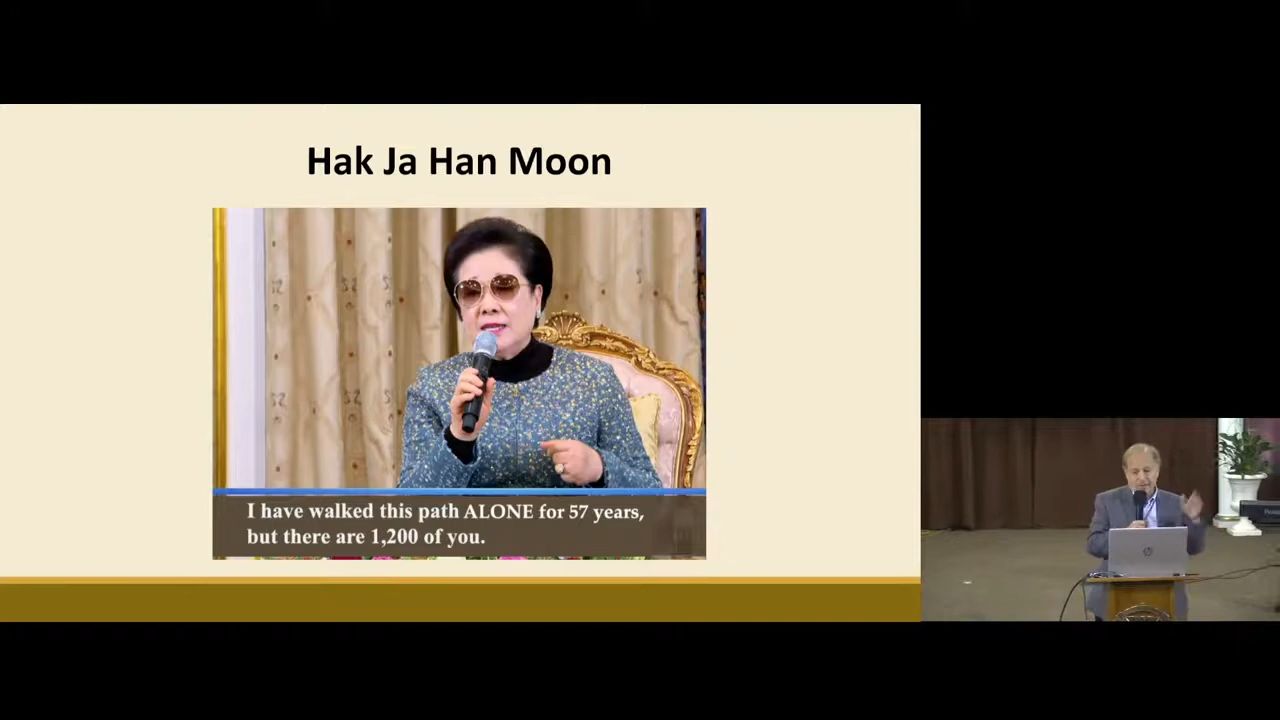 Hak Ja Han Moon
I have walked this path ALONE for 57 years,
but there are 1,200 of you.